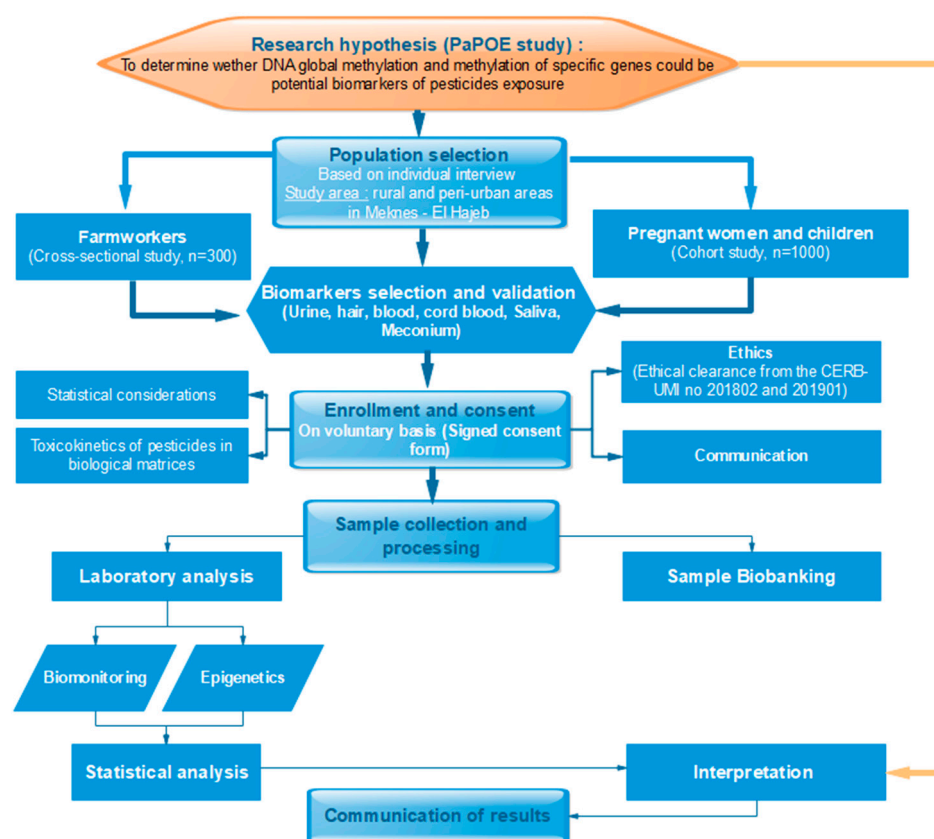 Research hypothesis (PaPOE study) :
To determine wether DNA global methylation and methylation of specific genes could be
potential biomarkers of pesticides exposure
Population selection
Based on individual interview
Study area : rural and peri-urban areas
in Meknes - El Hajeb
Farmworkers
(Cross-sectional study, n=300)
Pregnant women and children
(Cohort study, n=1000)
Biomarkers selection and validation
(Urine, hair, blood, cord blood, Saliva,
Meconium)
Statistical considerations
Toxicokinetics of pesticides in
biological matrices
Enrollment and consent
On voluntary basis (Signed consent
form)
Ethics
(Ethical clearance from the CERB-
UMI no 201802 and 201901)
Communication
Sample collection and
processing
Laboratory analysis
Sample Biobanking
Biomonitoring
Epigenetics
Statistical analysis
Interpretation
Communication of results